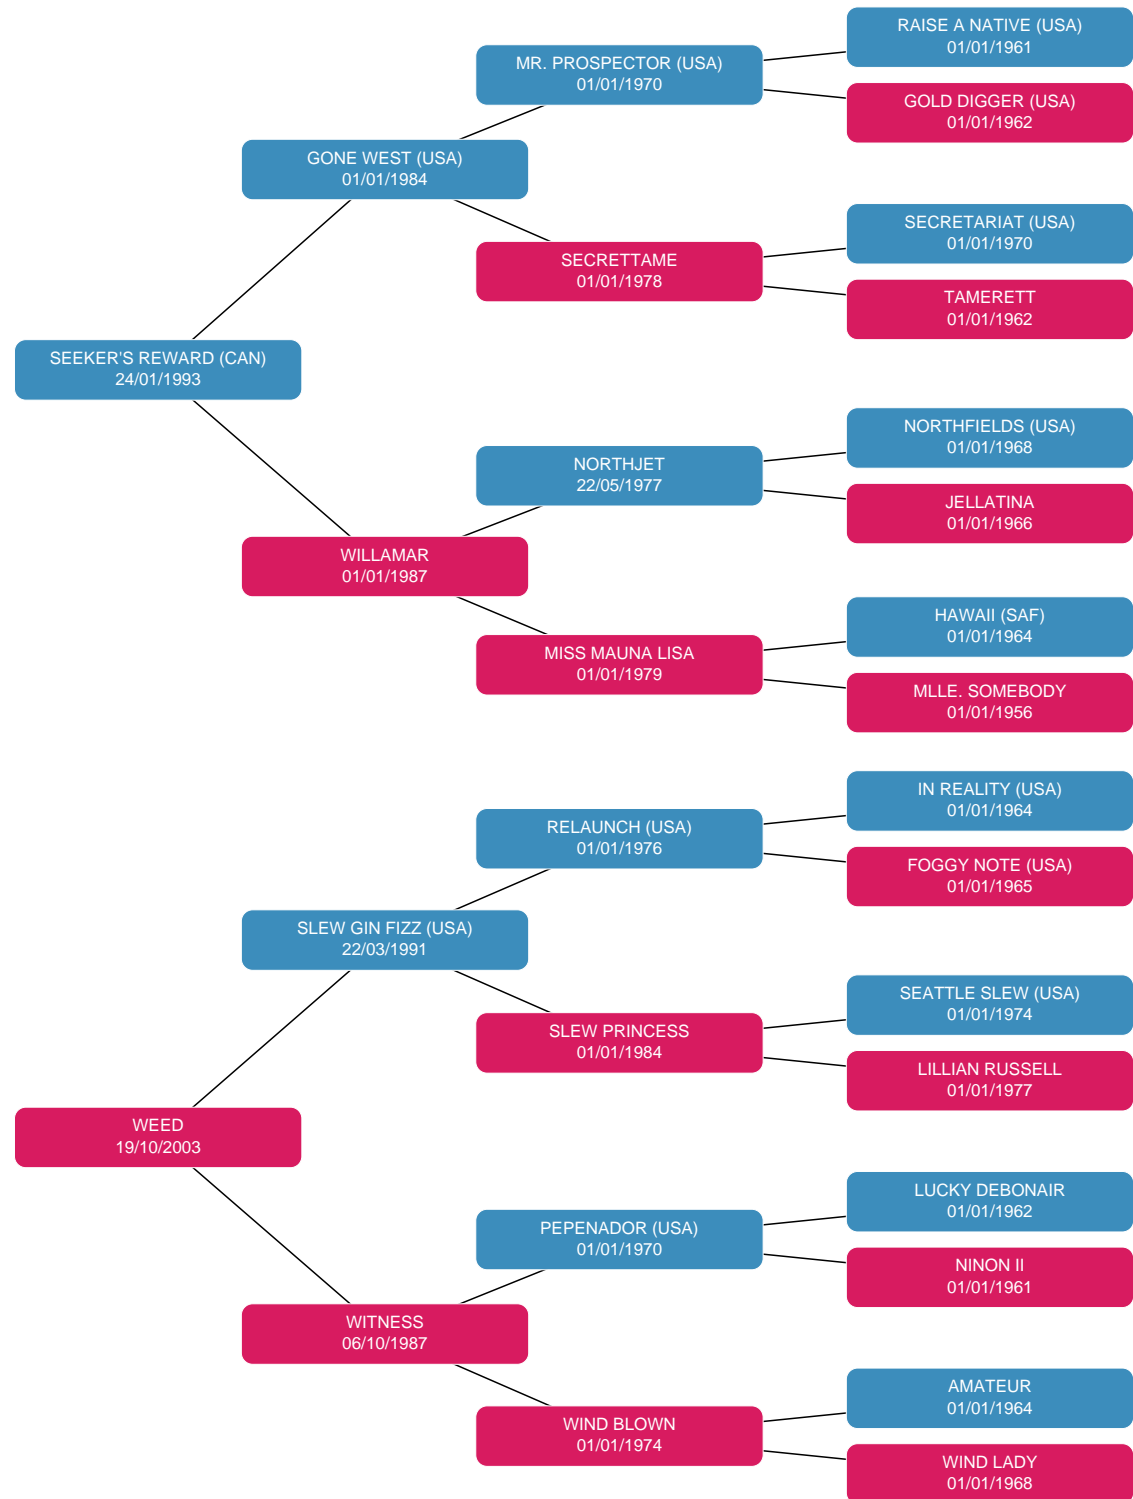 RAISE A NATIVE (USA)
01/01/1961
MR. PROSPECTOR (USA)
01/01/1970
GOLD DIGGER (USA)
01/01/1962
GONE WEST (USA)
01/01/1984
SECRETARIAT (USA)
01/01/1970
SECRETTAME
01/01/1978
TAMERETT
01/01/1962
SEEKER'S REWARD (CAN)
24/01/1993
NORTHFIELDS (USA)
01/01/1968
NORTHJET
22/05/1977
JELLATINA
01/01/1966
WILLAMAR
01/01/1987
HAWAII (SAF)
01/01/1964
MISS MAUNA LISA
01/01/1979
MLLE. SOMEBODY
01/01/1956
IN REALITY (USA)
01/01/1964
RELAUNCH (USA)
01/01/1976
FOGGY NOTE (USA)
01/01/1965
SLEW GIN FIZZ (USA)
22/03/1991
SEATTLE SLEW (USA)
01/01/1974
SLEW PRINCESS
01/01/1984
LILLIAN RUSSELL
01/01/1977
WEED
19/10/2003
LUCKY DEBONAIR
01/01/1962
PEPENADOR (USA)
01/01/1970
NINON II
01/01/1961
WITNESS
06/10/1987
AMATEUR
01/01/1964
WIND BLOWN
01/01/1974
WIND LADY
01/01/1968